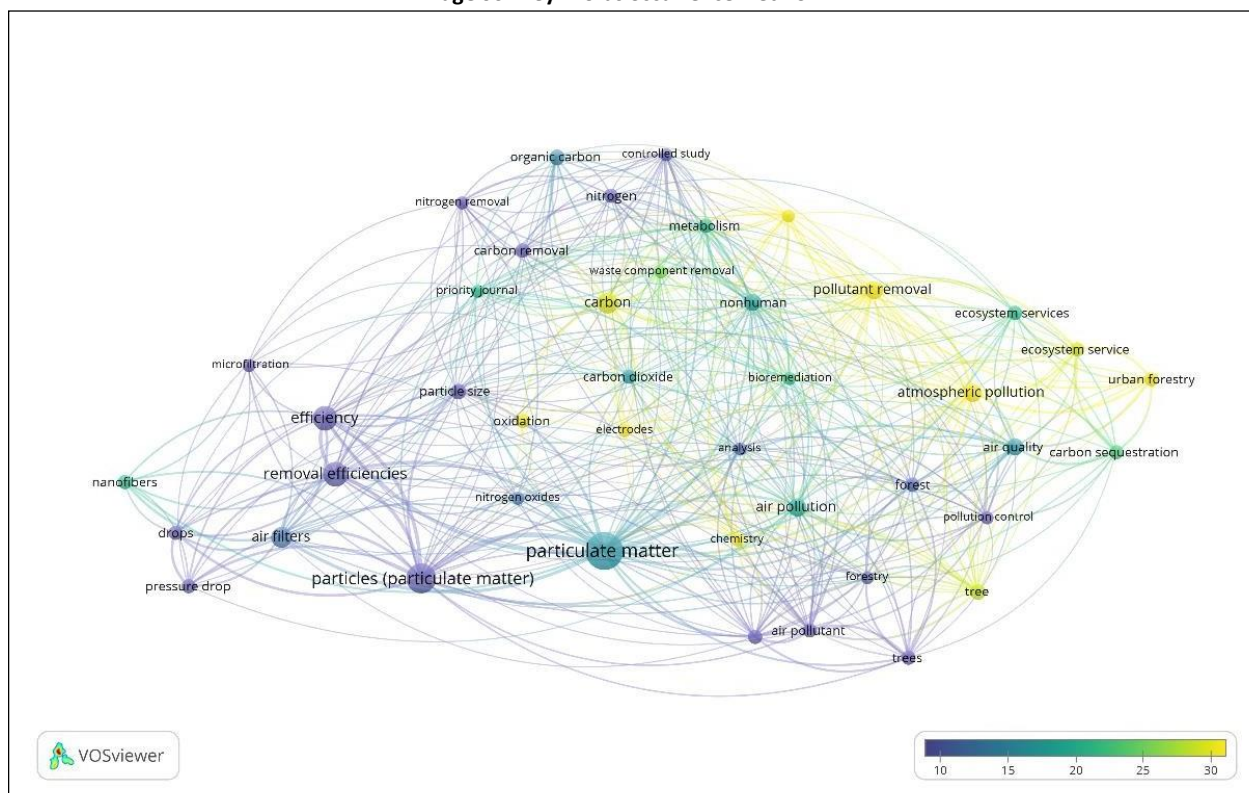 organic carbon
controlled study
nitrogen removal
nitrogen
metabolism
carbon removal
waste component removal
priority journal
carbon
nonhuman
pollutant removal
ecosystem services
ecosystem service
microfiltration
particle size
carbon dioxide
bioremediation
atmospheric pollution
urban forestry
efficiency
oxidation
electrodes
analysis
air quality
carbon sequestration
removal efficiencies
nanofibers
nitrogen oxides
forest
air pollution
pollution control
drops
air filters
particulate matter
chemistry
particles (particulate matter)
forestry
pressure drop
tree
air pollutant
trees
VOSviewer
10 15 20 25 30